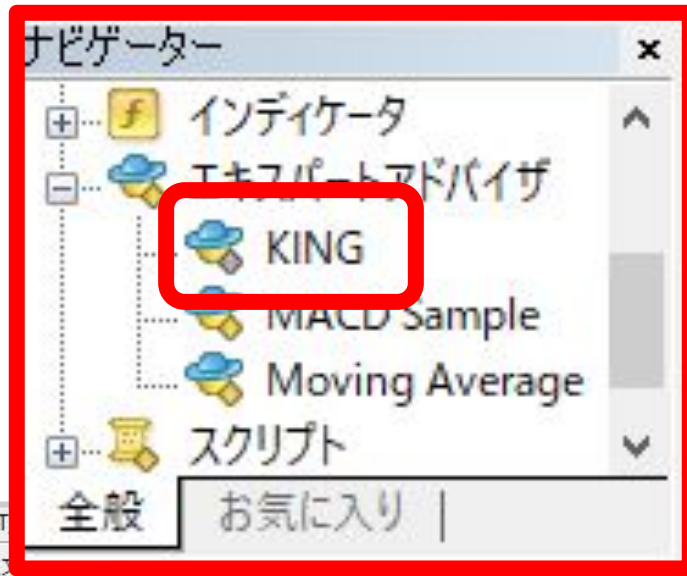 ナビゲーター
インディケータ
エキスパートアドバイザ
KING
MACD Sample
Moving Average
スクリプト
全般 お気に入り